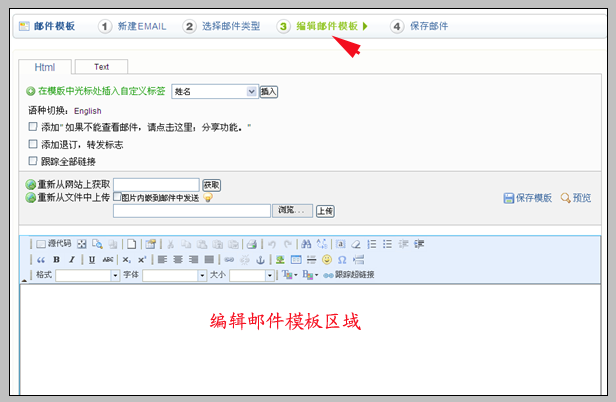 邮件模板 1 新建EMAIL 2 选择邮件类型 3 编辑邮件模板 4 保存邮件
Html Text
在模版中光标处插入自定义标签 姓名 插入
语种切换: English
添加"如果不能查看邮件，请点击这里; 分享功能。"
添加退订，转发标志
跟踪全部链接
重新从网站上获取 获取
重新从文件中上传 图片内嵌到邮件中发送 保存模版 预览
浏览... 上传
源代码
B I U ABC X₂ X²
格式 字体 大小 跟踪超链接
编辑邮件模板区域